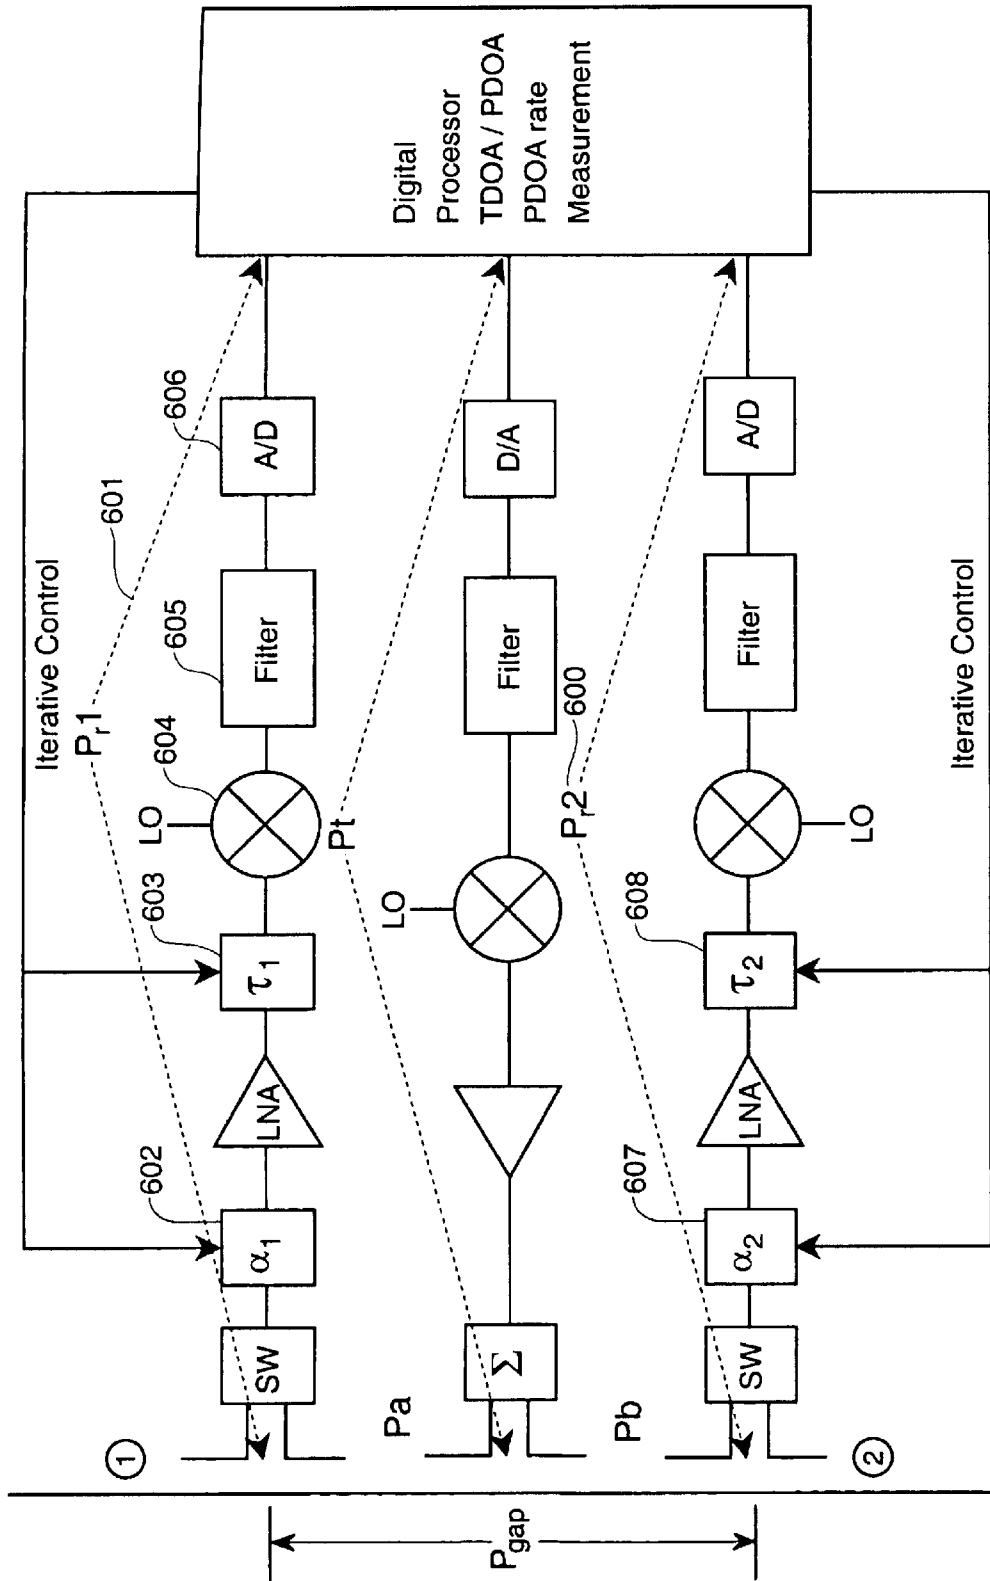 Iterative Control
Pr1
601
602
603
604
605
606
LO
1
SW
α1
LNA
τ1
Filter
A/D
Digital
Processor
TDOA / PDOA
PDOA rate
Measurement
Pt
LO
Pa
Σ
Filter
D/A
Pgap
Pb
Pr2
600
607
608
2
SW
α2
LNA
τ2
LO
Filter
A/D
Iterative Control